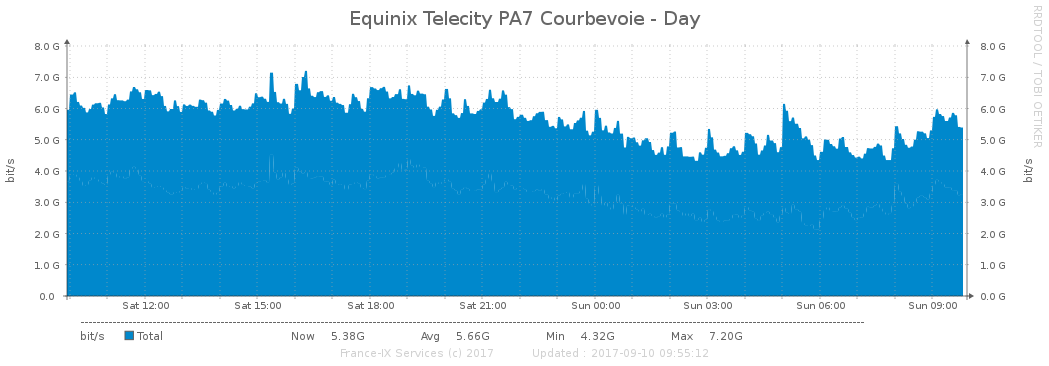 Equinix Telecity PA7 Courbevoie - Day
RRDTOOL / TOBI OETIKER
8.0 G 8.0 G
7.0 G 7.0 G
6.0 G 6.0 G
5.0 G 5.0 G
4.0 G 4.0 G
3.0 G 3.0 G
2.0 G 2.0 G
1.0 G 1.0 G
0.0 0.0 G
bit/s bit/s
Sat 12:00 Sat 15:00 Sat 18:00 Sat 21:00 Sun 00:00 Sun 03:00 Sun 06:00 Sun 09:00
bit/s Total Now 5.38G Avg 5.66G Min 4.32G Max 7.20G
France-IX Services (c) 2017 Updated : 2017-09-10 09:55:12